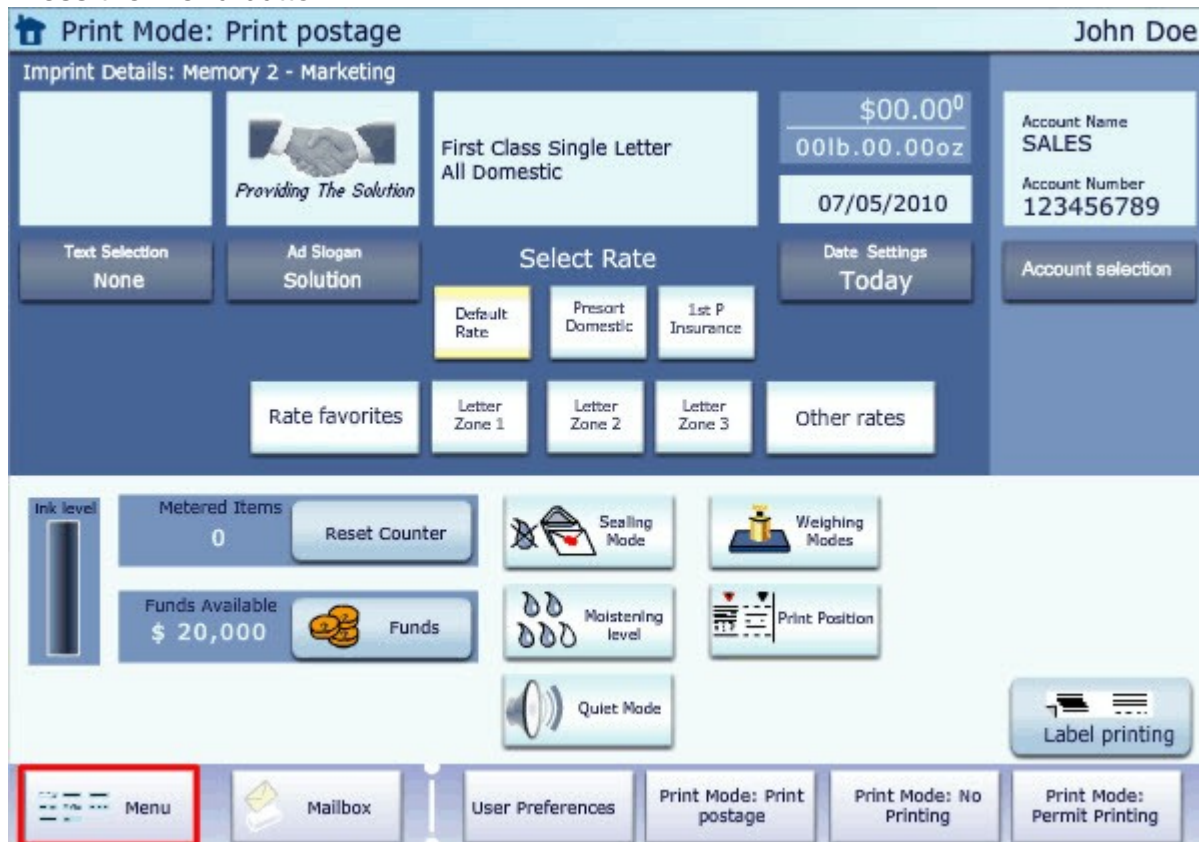 Print Mode: Print postage
John Doe
Imprint Details: Memory 2 - Marketing
Providing The Solution
First Class Single Letter
All Domestic
$00.00⁰
00lb.00.00oz
07/05/2010
Account Name
SALES
Account Number
123456789
Text Selection
None
Ad Slogan
Solution
Select Rate
Date Settings
Today
Account selection
Default
Rate
Presort
Domestic
1st P
Insurance
Rate favorites
Letter
Zone 1
Letter
Zone 2
Letter
Zone 3
Other rates
Ink level
Metered Items
0
Reset Counter
Sealing
Mode
Weighing
Modes
Funds Available
$ 20,000
Funds
Moistening
level
Print Position
Quiet Mode
Label printing
Menu
Mailbox
User Preferences
Print Mode: Print
postage
Print Mode: No
Printing
Print Mode:
Permit Printing